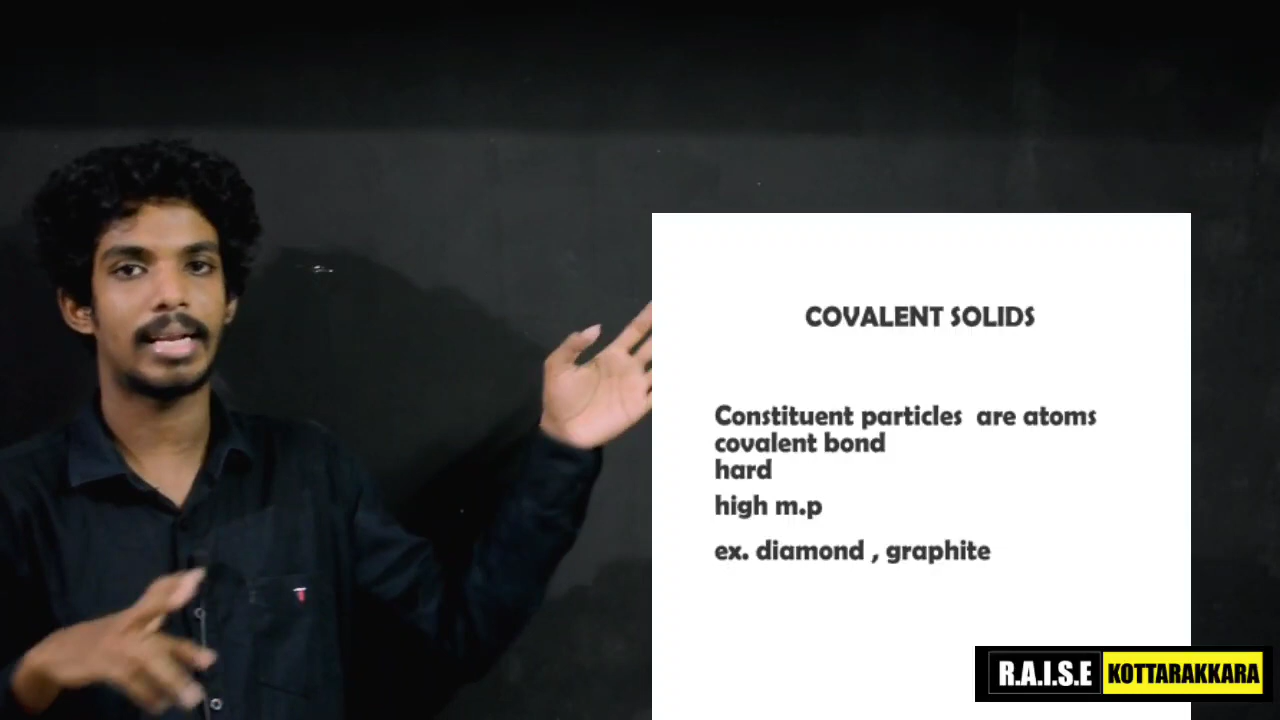 COVALENT SOLIDS
Constituent particles are atoms
covalent bond
hard
high m.p
ex. diamond , graphite
R.A.I.S.E KOTTARAKKARA